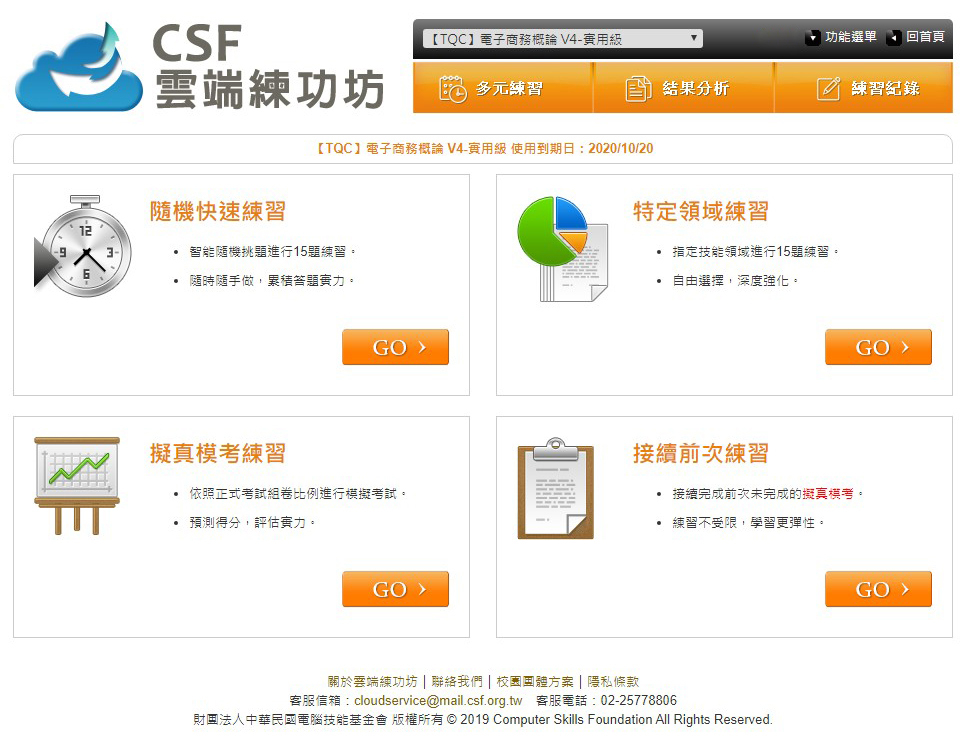 CSF
雲端練功坊
【TQC】電子商務概論 V4-實用級
功能選單
回首頁
多元練習
結果分析
練習紀錄
【TQC】電子商務概論 V4-實用級 使用到期日：2020/10/20
12
9 3
6
隨機快速練習
• 智能隨機挑題進行15題練習。
• 隨時隨手做，累積答題實力。
GO
特定領域練習
• 指定技能領域進行15題練習。
• 自由選擇，深度強化。
GO
擬真模考練習
• 依照正式考試組卷比例進行模擬考試。
• 預測得分，評估實力。
GO
接續前次練習
• 接續完成前次未完成的擬真模考。
• 練習不受限，學習更彈性。
GO
關於雲端練功坊 | 聯絡我們 | 校園團體方案 | 隱私條款
客服信箱：cloudservice@mail.csf.org.tw 客服電話：02-25778806
財團法人中華民國電腦技能基金會 版權所有 © 2019 Computer Skills Foundation All Rights Reserved.